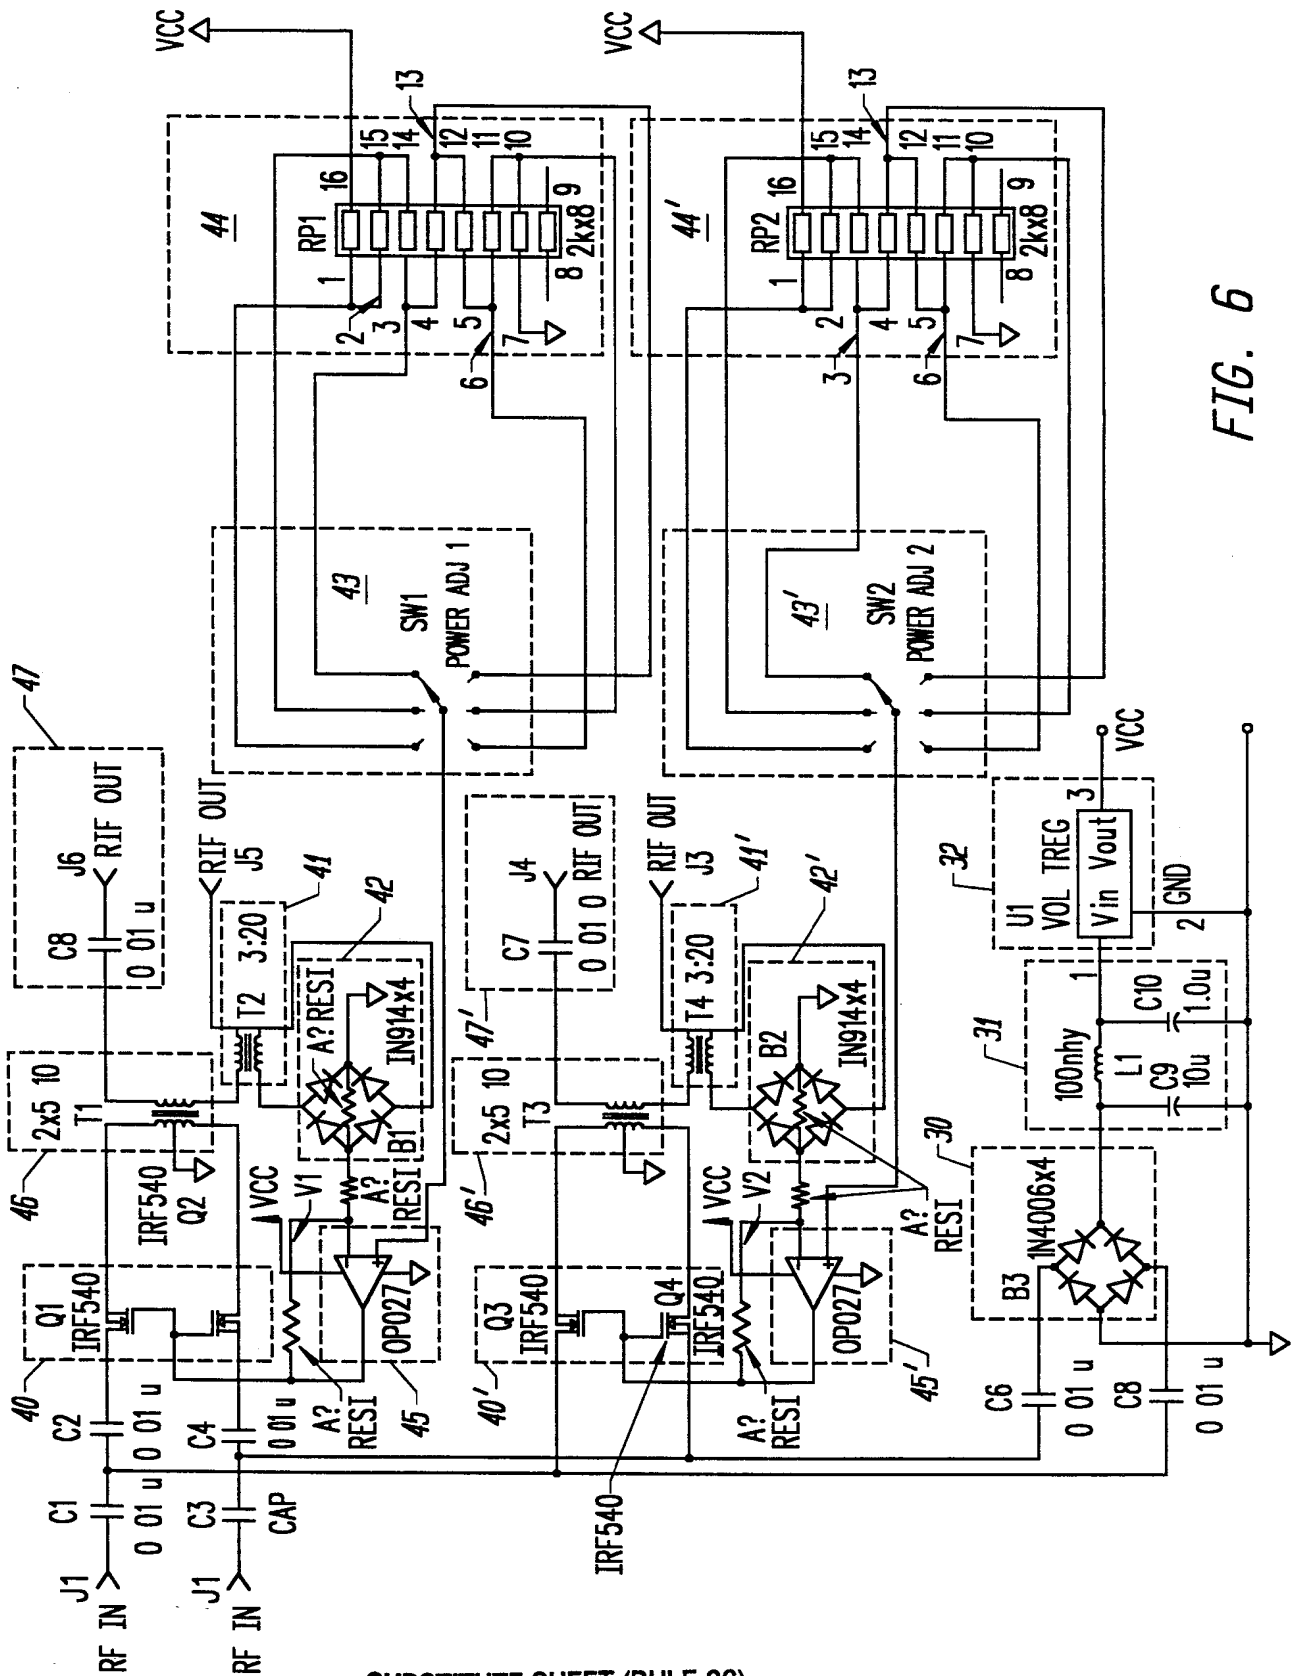 RF IN
J1
C1
0 01 u
RF IN
J1
C3
CAP
C2
0 01 u
C4
0 01 u
40
Q1
IRF540
IRF540
Q2
46
2x5 10
T1
47
C8
0 01 u
J6
RIF OUT
RIF OUT
J5
T2 3:20
41
42
A? RESI
IN914x4
B1
A?
RESI
VCC
V1
A?
RESI
OP027
45
43
SW1
POWER ADJ 1
44
RP1
VCC
16
15
14
13
12
11
10
9
1
2
3
4
5
6
7
8
2kx8
40'
Q3
IRF540
Q4
IRF540
IRF540
46'
2x5 10
T3
47'
C7
0 01 0
J4
RIF OUT
RIF OUT
J3
T4 3:20
41'
42'
B2
IN914x4
A?
RESI
VCC
V2
A?
RESI
OP027
45'
43'
SW2
POWER ADJ 2
44'
RP2
VCC
16
15
14
13
12
11
10
9
1
2
3
4
5
6
7
8
2kx8
C6
0 01 u
C8
0 01 u
30
B3
1N4006x4
31
100nhy
L1
C9
10u
C10
1.0u
32
U1
VOL TREG
Vin Vout
1
3
2
GND
VCC
FIG. 6